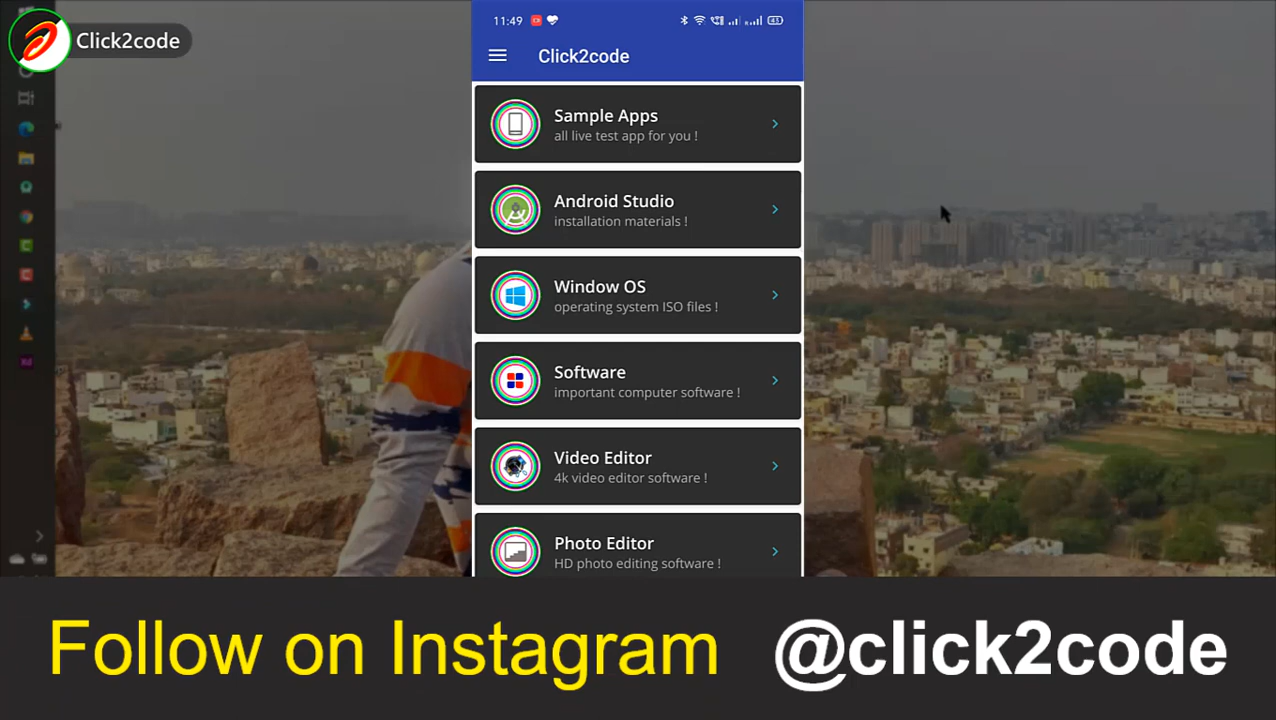 Click2code
11:49
Click2code
Sample Apps
all live test app for you !
Android Studio
installation materials !
Window OS
operating system ISO files !
Software
important computer software !
Video Editor
4k video editor software !
Photo Editor
HD photo editing software !
Follow on Instagram @click2code